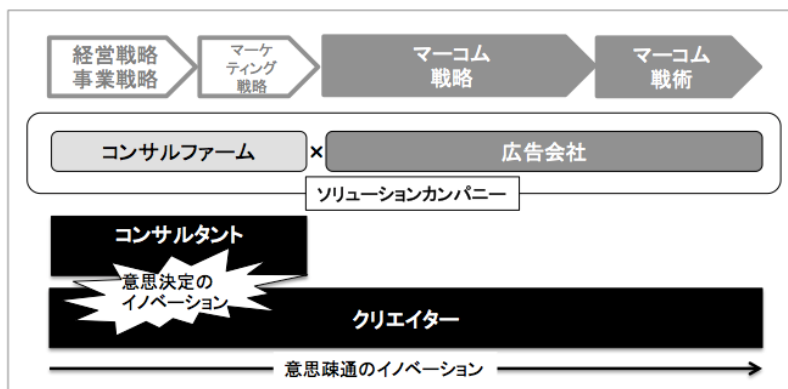 経営戦略
事業戦略
マーケ
ティング
戦略
マーコム
戦略
マーコム
戦術
コンサルファーム
×
広告会社
ソリューションカンパニー
コンサルタント
意思決定の
イノベーション
クリエイター
意思疎通のイノベーション